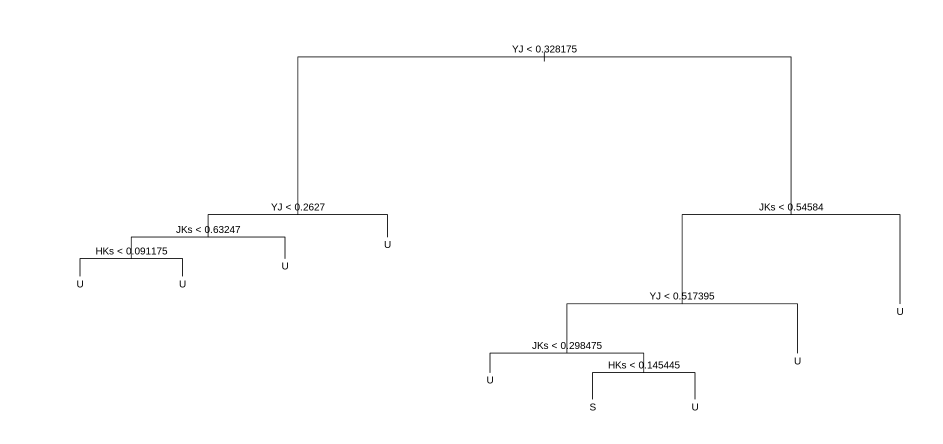 YJ < 0.328175
YJ < 0.2627
JKs < 0.54584
JKs < 0.63247
U
HKs < 0.091175
U
U
U
YJ < 0.517395
U
JKs < 0.298475
U
HKs < 0.145445
U
S
U